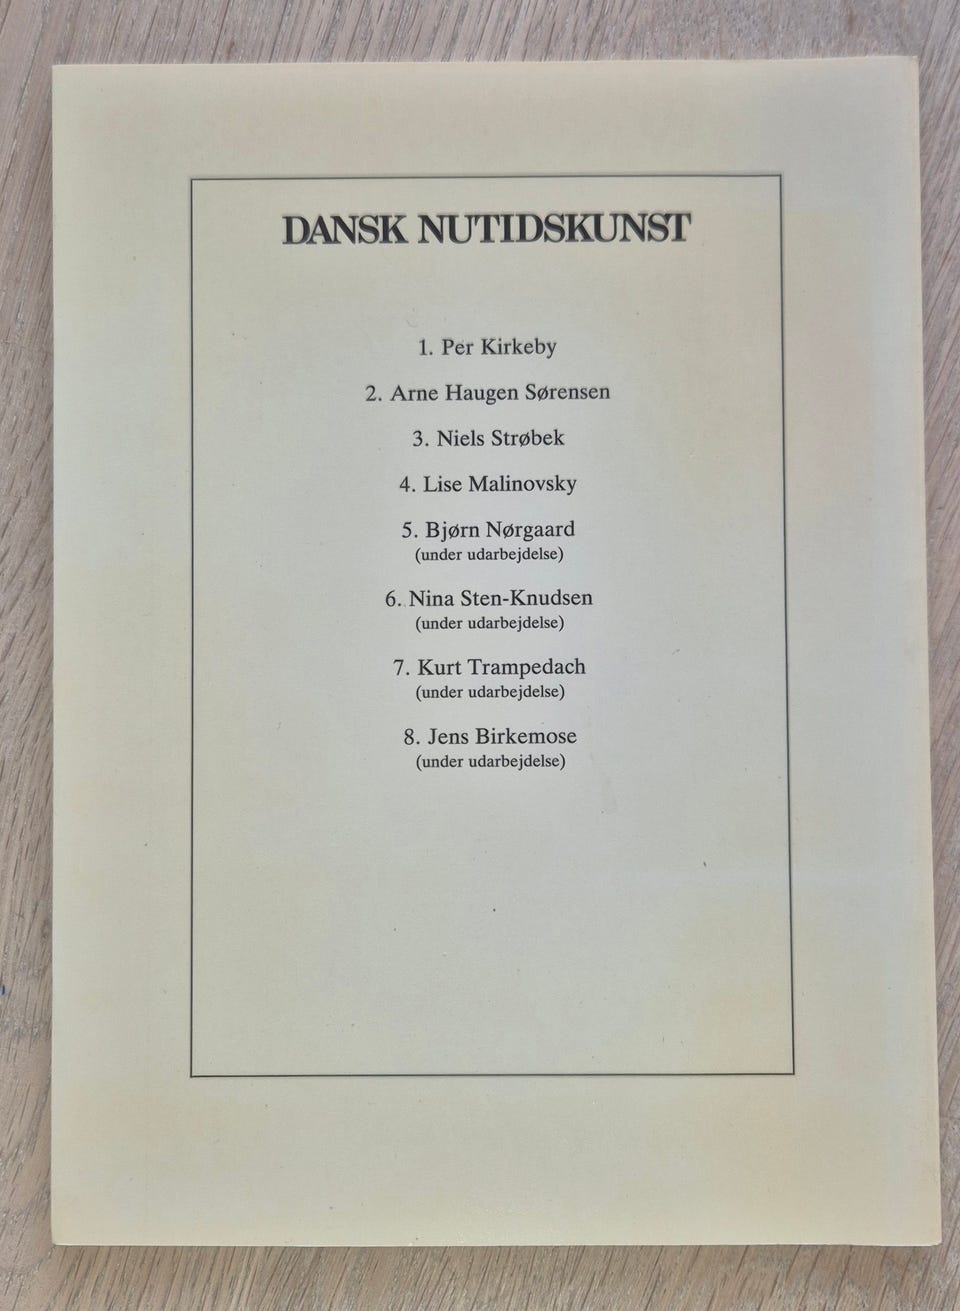 DANSK NUTIDSKUNST
1. Per Kirkeby
2. Arne Haugen Sørensen
3. Niels Strøbek
4. Lise Malinovsky
5. Bjørn Nørgaard
(under udarbejdelse)
6. Nina Sten-Knudsen
(under udarbejdelse)
7. Kurt Trampedach
(under udarbejdelse)
8. Jens Birkemose
(under udarbejdelse)